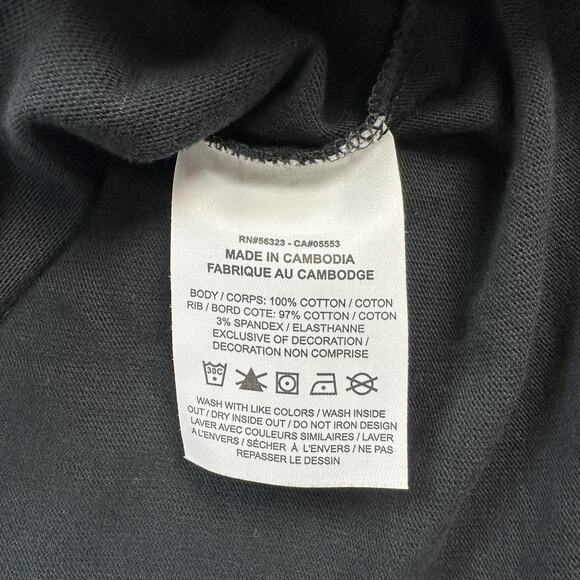 RN#56323 - CA#05553
MADE IN CAMBODIA
FABRIQUE AU CAMBODGE
BODY / CORPS: 100% COTTON / COTON
RIB / BORD COTE: 97% COTTON / COTON
3% SPANDEX / ELASTHANNE
EXCLUSIVE OF DECORATION /
DECORATION NON COMPRISE
30C
WASH WITH LIKE COLORS / WASH INSIDE
OUT / DRY INSIDE OUT / DO NOT IRON DESIGN
LAVER AVEC COULEURS SIMILAIRES / LAVER
A L'ENVERS / SÉCHER À L'ENVERS / NE PAS
REPASSER LE DESSIN